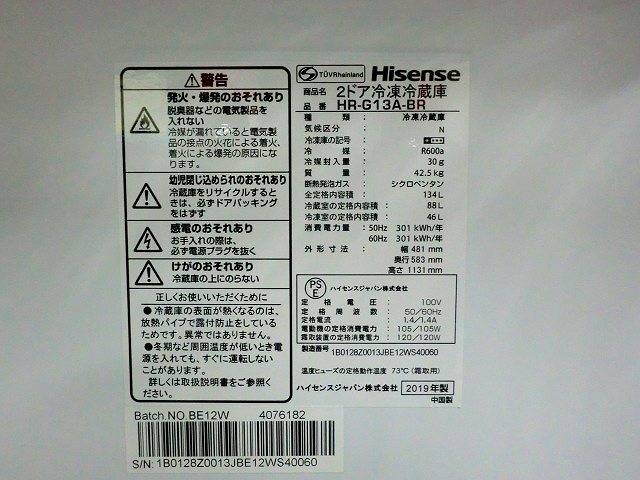 警告
発火・爆発のおそれあり
脱臭器などの電気製品を
入れない
冷媒が漏れていると電気製
品の接点の火花による着火、
着火による爆発の原因にな
ります。
幼児閉じ込められのおそれあり
冷蔵庫をリサイクルすると
きは、必ずドアパッキング
をはずす
感電のおそれあり
お手入れの際は、
必ず電源プラグを抜く
けがのおそれあり
冷蔵庫の上にのらない
正しくお使いいただくために
●冷蔵庫の表面が熱くなるのは、
放熱パイプで露付防止をしている
ためです。異常ではありません。
●冬期など周囲温度が低いとき電
源を入れても、すぐに運転しない
ことがあります。
詳しくは取扱説明書をご参照く
ださい。
TÜVRheinland
Hisense
商品名 2ドア冷凍冷蔵庫
品番 HR-G13A-BR
種類: 冷凍冷蔵庫
気候区分: N
冷凍庫の記号:
冷媒: R600a
冷媒封入量: 30g
質量: 42.5kg
断熱発泡ガス: シクロペンタン
全定格内容積: 134L
冷蔵室の定格内容積: 88L
冷凍室の定格内容積: 46L
消費電力量: 50Hz 301 kWh/年
60Hz 301 kWh/年
外形寸法: 幅 481 mm
奥行 583 mm
高さ 1131 mm
PS
E
ハイセンスジャパン株式会社
定格電圧: 100V
定格周波数: 50/60Hz
定格電流: 1.4/1.4A
電動機の定格消費電力: 105/105W
霜取装置の定格消費電力: 120/120W
製造番号: 1B0128Z0013JBE12WS40060
温度ヒューズの定格動作温度 73℃(霜取用)
ハイセンスジャパン株式会社
2019年製
中国製
Batch.NO.BE12W 4076182
S/N: 1B0128Z0013JBE12WS40060